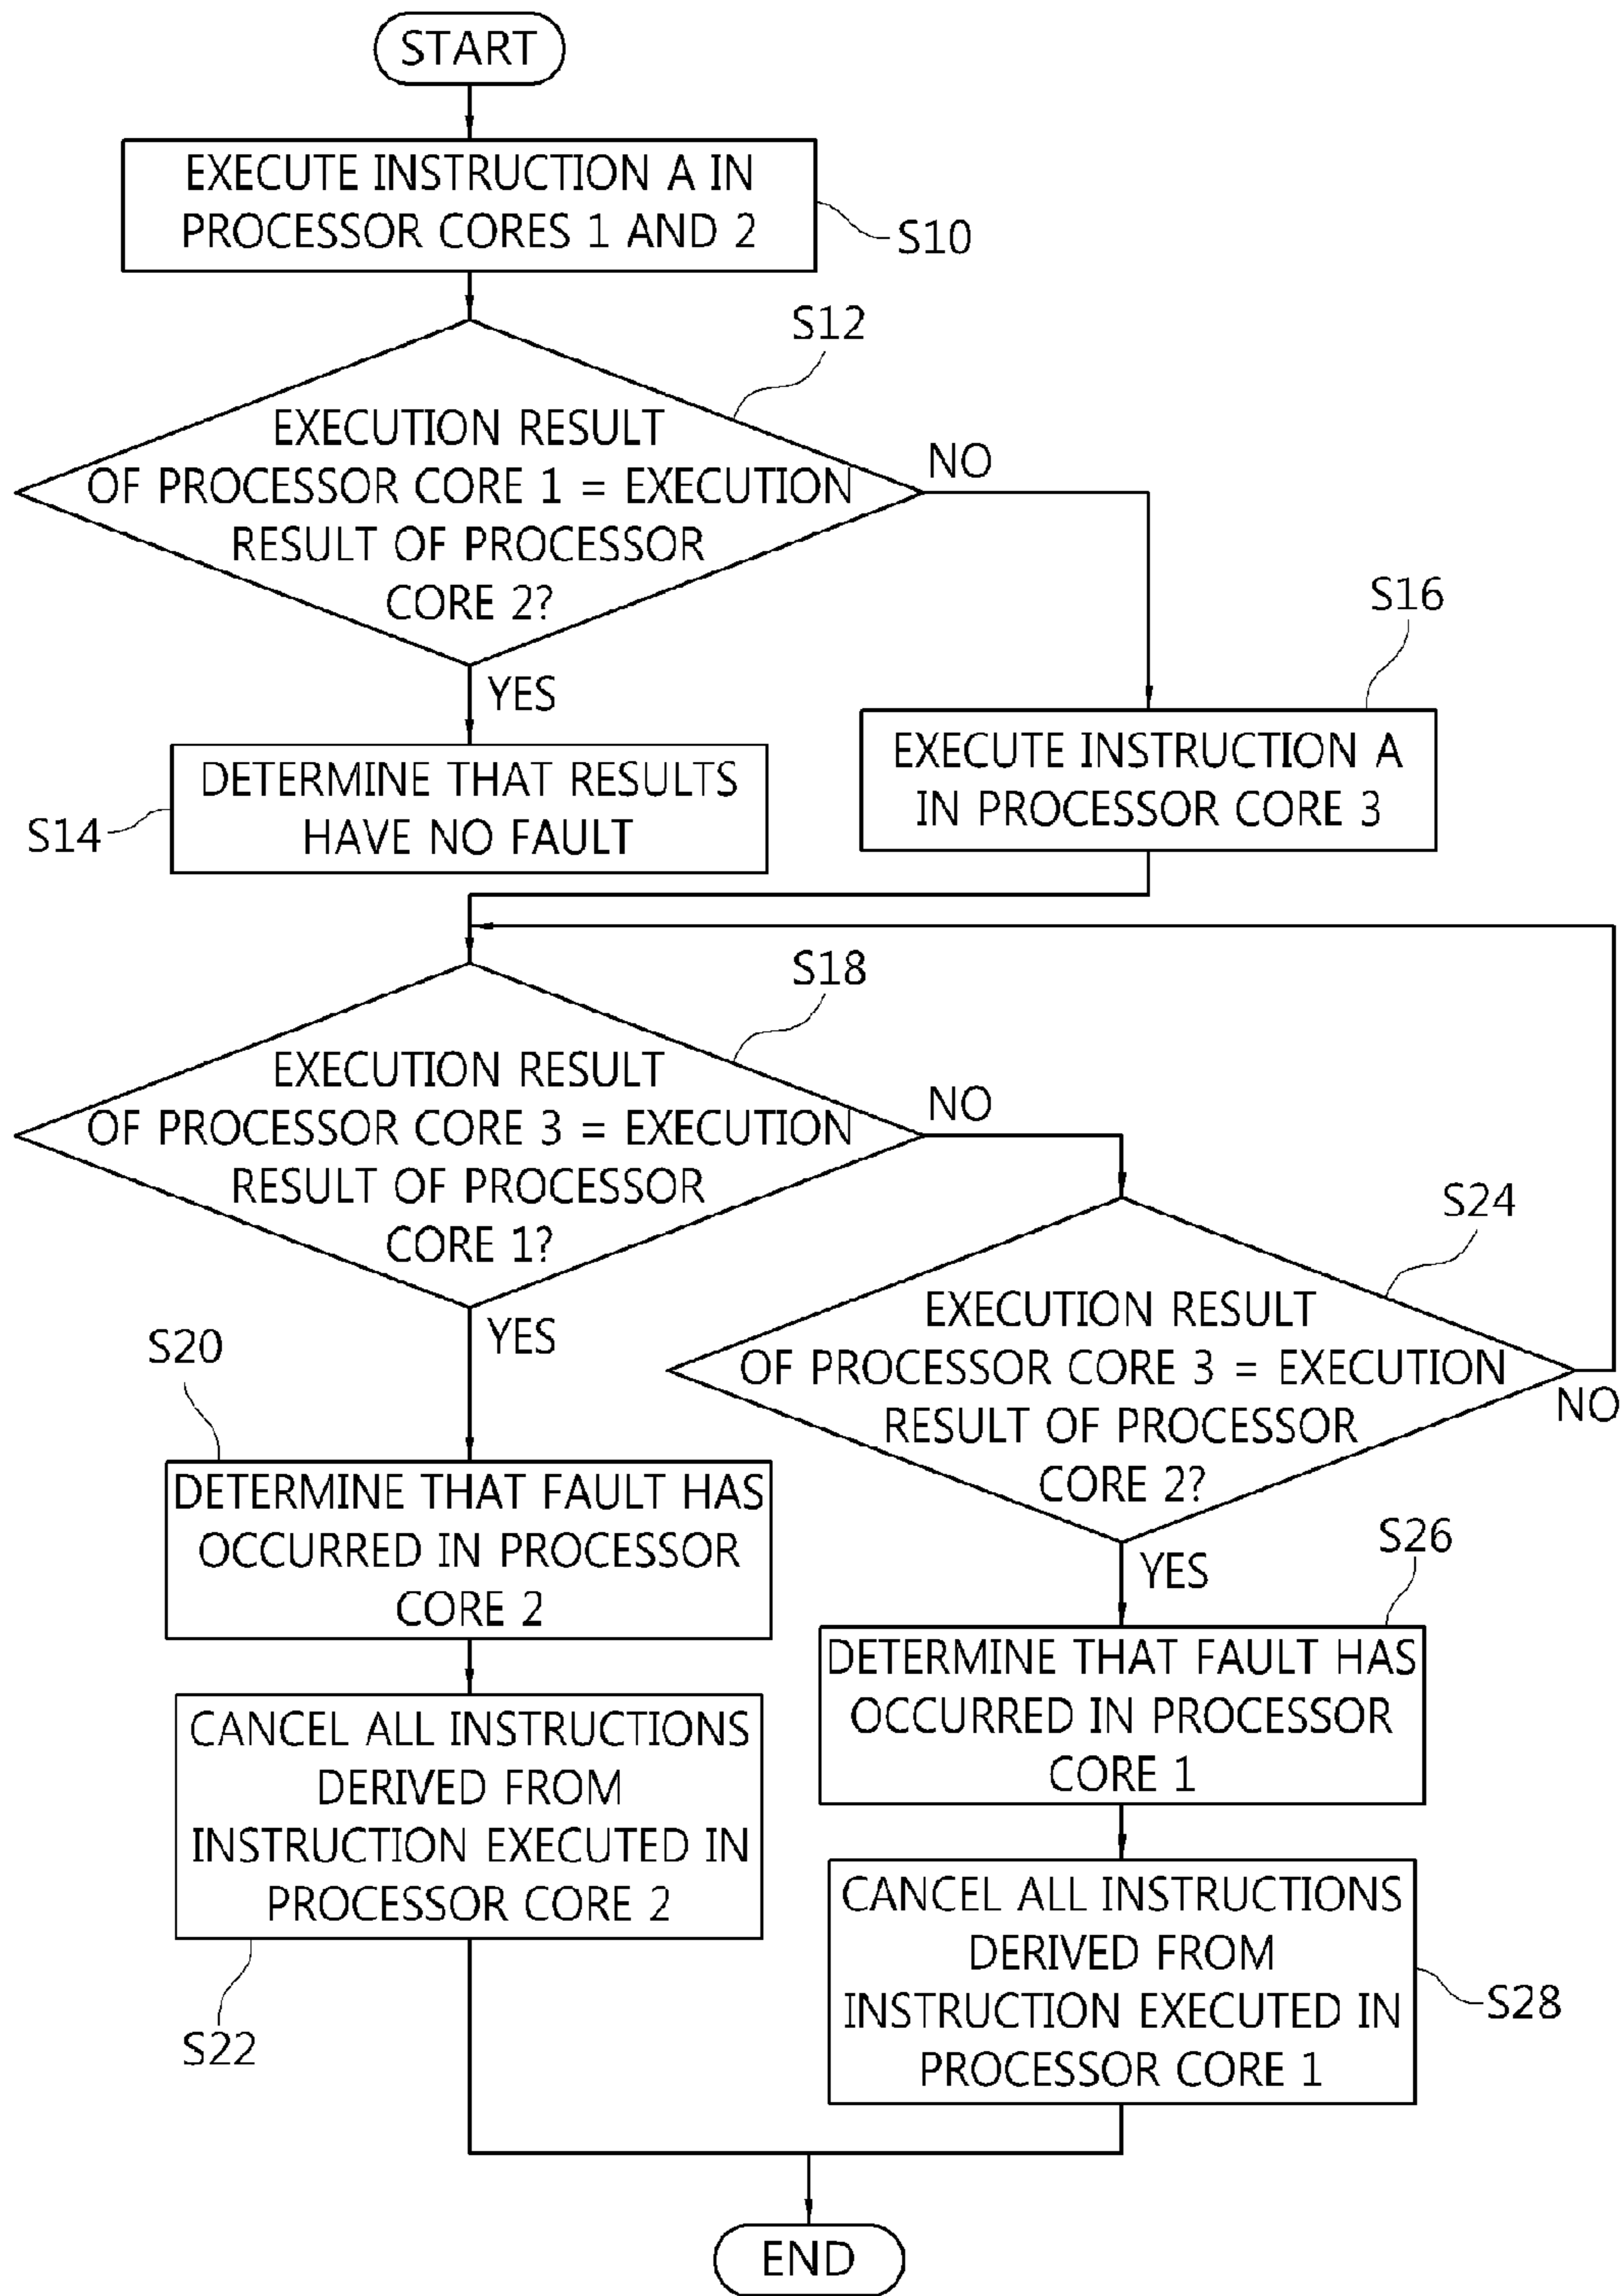 START
EXECUTE INSTRUCTION A IN
PROCESSOR CORES 1 AND 2
S10
S12
EXECUTION RESULT
OF PROCESSOR CORE 1 = EXECUTION
RESULT OF PROCESSOR
CORE 2?
NO
YES
S16
EXECUTE INSTRUCTION A
IN PROCESSOR CORE 3
DETERMINE THAT RESULTS
HAVE NO FAULT
S14
S18
EXECUTION RESULT
OF PROCESSOR CORE 3 = EXECUTION
RESULT OF PROCESSOR
CORE 1?
NO
YES
S24
EXECUTION RESULT
OF PROCESSOR CORE 3 = EXECUTION
RESULT OF PROCESSOR
CORE 2?
NO
YES
S20
DETERMINE THAT FAULT HAS
OCCURRED IN PROCESSOR
CORE 2
S26
DETERMINE THAT FAULT HAS
OCCURRED IN PROCESSOR
CORE 1
CANCEL ALL INSTRUCTIONS
DERIVED FROM
INSTRUCTION EXECUTED IN
PROCESSOR CORE 2
S22
CANCEL ALL INSTRUCTIONS
DERIVED FROM
INSTRUCTION EXECUTED IN
PROCESSOR CORE 1
S28
END